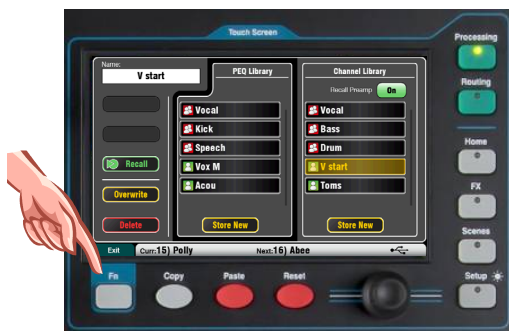 Touch Screen
Processing
Name:
V start
PEQ Library
Channel Library
Recall Preamp On
Routing
Vocal
Kick
Speech
Vox M
Acou
Vocal
Bass
Drum
V start
Toms
Home
Recall
Overwrite
Delete
Store New
Store New
FX
Exit
Curr:15) Polly
Next:16) Abee
Scenes
Fn
Copy
Paste
Reset
Setup